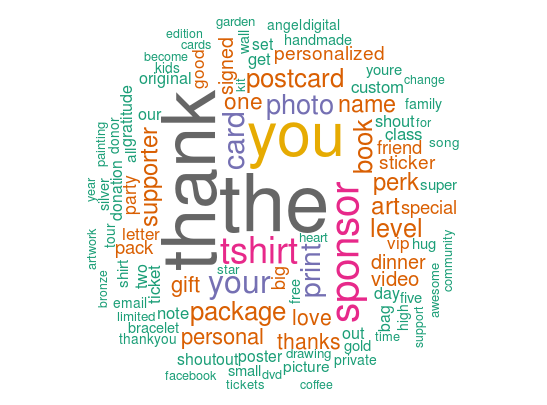 garden
angeldigital
edition
wall
handmade
cards
set
personalized
become
good
signed
get
kids
youre
original
kit
postcard
custom
change
one
photo
name
family
gratitude
our
thank
card
you
book
shout
for
class
song
painting
donor
all
supporter
friend
sticker
year
silver
donation
party
the
sponsor
perk
super
art
special
tour
letter
level
artwork
pack
tshirt
heart
vip
hug
community
shirt
two
ticket
star
print
dinner
bronze
gift
your
big
free
video
day
five
awesome
email
package
love
bag
high
support
limited
note
bracelet
personal
thanks
out
time
thankyou
gold
shoutout
poster
drawing
private
small
picture
facebook
dvd
tickets
coffee